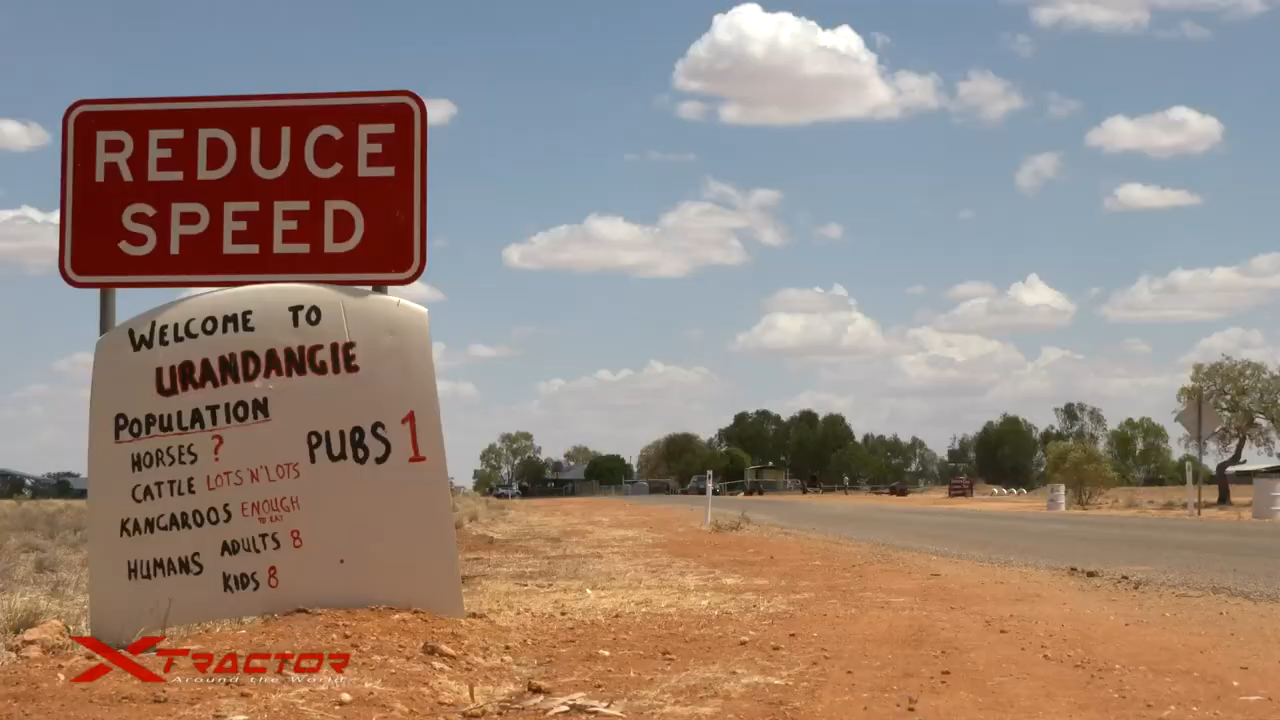 REDUCE
SPEED
WELCOME TO
URANDANGIE
POPULATION
HORSES ?
PUBS 1
CATTLE LOTS 'N' LOTS
KANGAROOS ENOUGH
TO EAT
HUMANS ADULTS 8
KIDS 8
XTRACTOR
Around the World